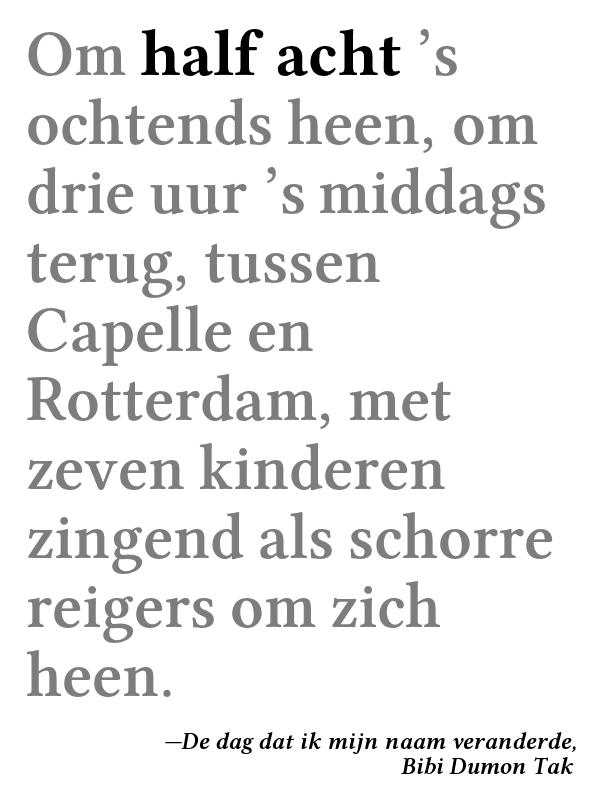 Om half acht ’s
ochtends heen, om
drie uur ’s middags
terug, tussen
Capelle en
Rotterdam, met
zeven kinderen
zingend als schorre
reigers om zich
heen.
—De dag dat ik mijn naam veranderde,
Bibi Dumon Tak